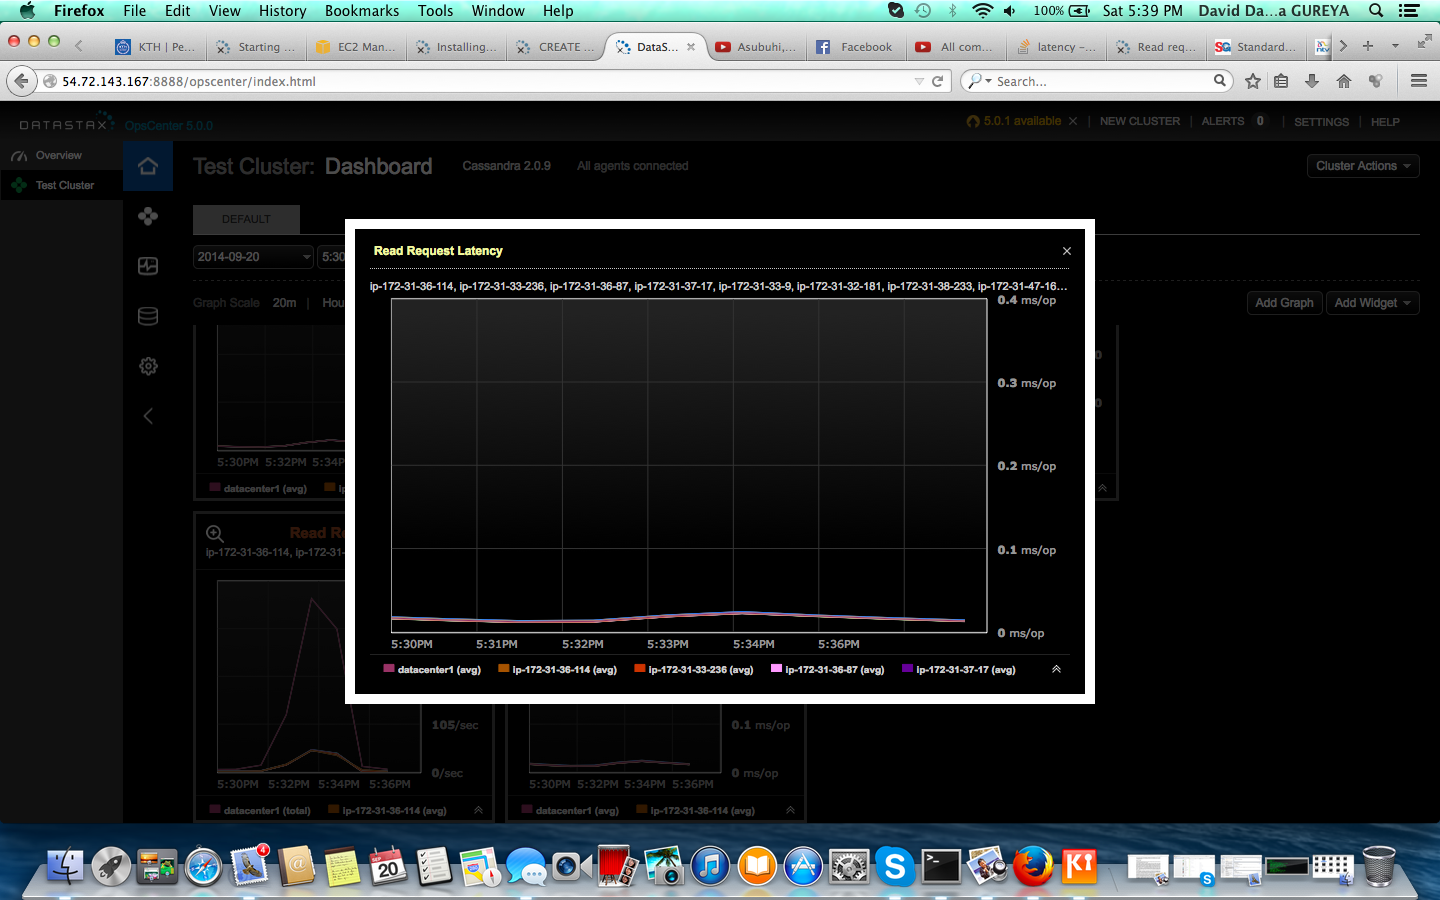 Firefox File Edit View History Bookmarks Tools Window Help 100% Sat 5:39 PM David Da...a GUREYA
KTH | Pe... Starting ... EC2 Man... Installing,... CREATE ... DataS... Asubuhi,... Facebook All com... latency –... Read req... Standard...
54.72.143.167:8888/opscenter/index.html Search...
DATASTAX OpsCenter 5.0.0 5.0.1 available NEW CLUSTER ALERTS 0 SETTINGS HELP
Overview
Test Cluster
Test Cluster: Dashboard Cassandra 2.0.9 All agents connected Cluster Actions
DEFAULT
2014-09-20 5:30
Graph Scale 20m Hou Add Graph Add Widget
Read Request Latency
ip-172-31-36-114, ip-172-31-33-236, ip-172-31-36-87, ip-172-31-37-17, ip-172-31-33-9, ip-172-31-32-181, ip-172-31-38-233, ip-172-31-47-16...
0.4 ms/op
0.3 ms/op
0.2 ms/op
0.1 ms/op
0 ms/op
5:30PM 5:31PM 5:32PM 5:33PM 5:34PM 5:36PM
datacenter1 (avg) ip-172-31-36-114 (avg) ip-172-31-33-236 (avg) ip-172-31-36-87 (avg) ip-172-31-37-17 (avg)
0
0
5:30PM 5:32PM 5:34P
datacenter1 (avg) ip
Read R
ip-172-31-36-114, ip-172-31-
105/sec
0/sec
5:30PM 5:32PM 5:34PM 5:36PM
datacenter1 (total) ip-172-31-36-114 (avg)
0.1 ms/op
0 ms/op
5:30PM 5:32PM 5:34PM 5:36PM
datacenter1 (avg) ip-172-31-36-114 (avg)
4
SEP
20